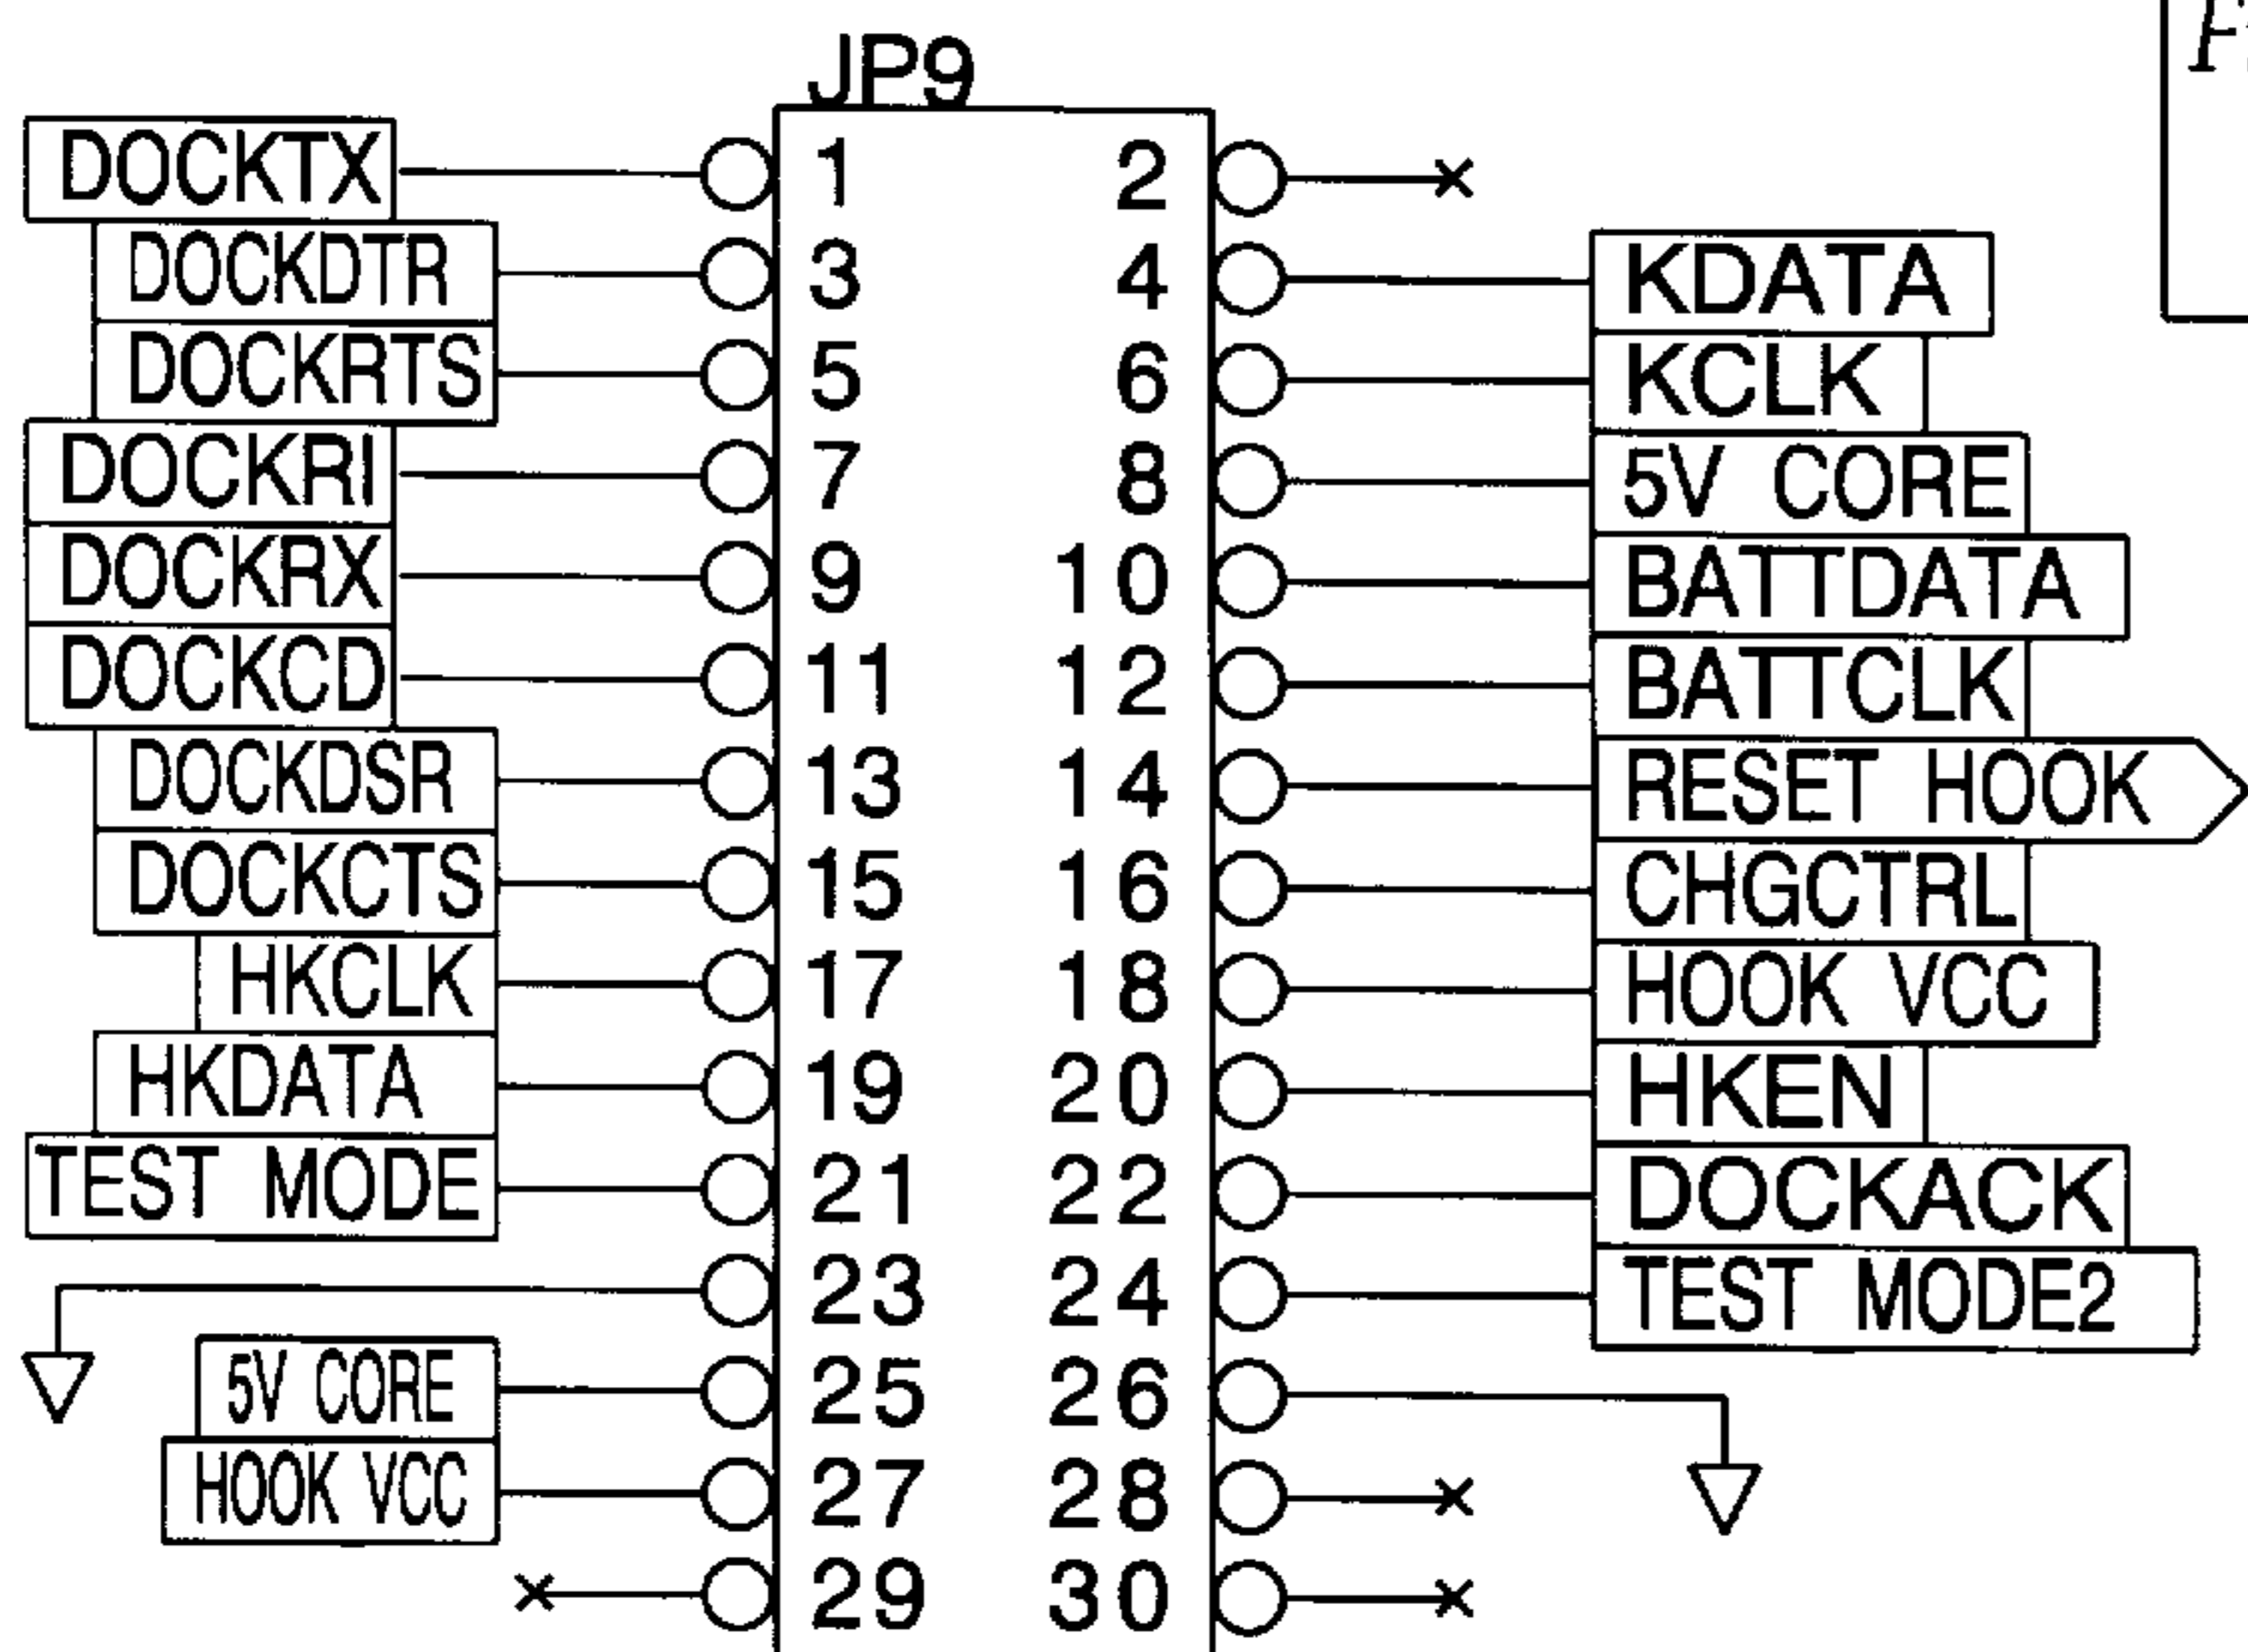 JP9
DOCKTX 1 2
DOCKDTR 3 4 KDATA
DOCKRTS 5 6 KCLK
DOCKRI 7 8 5V CORE
DOCKRX 9 10 BATTDATA
DOCKCD 11 12 BATTCLK
DOCKDSR 13 14 RESET HOOK
DOCKCTS 15 16 CHGCTRL
HKCLK 17 18 HOOK VCC
HKDATA 19 20 HKEN
TEST MODE 21 22 DOCKACK
23 24 TEST MODE2
5V CORE 25 26
HOOK VCC 27 28
29 30